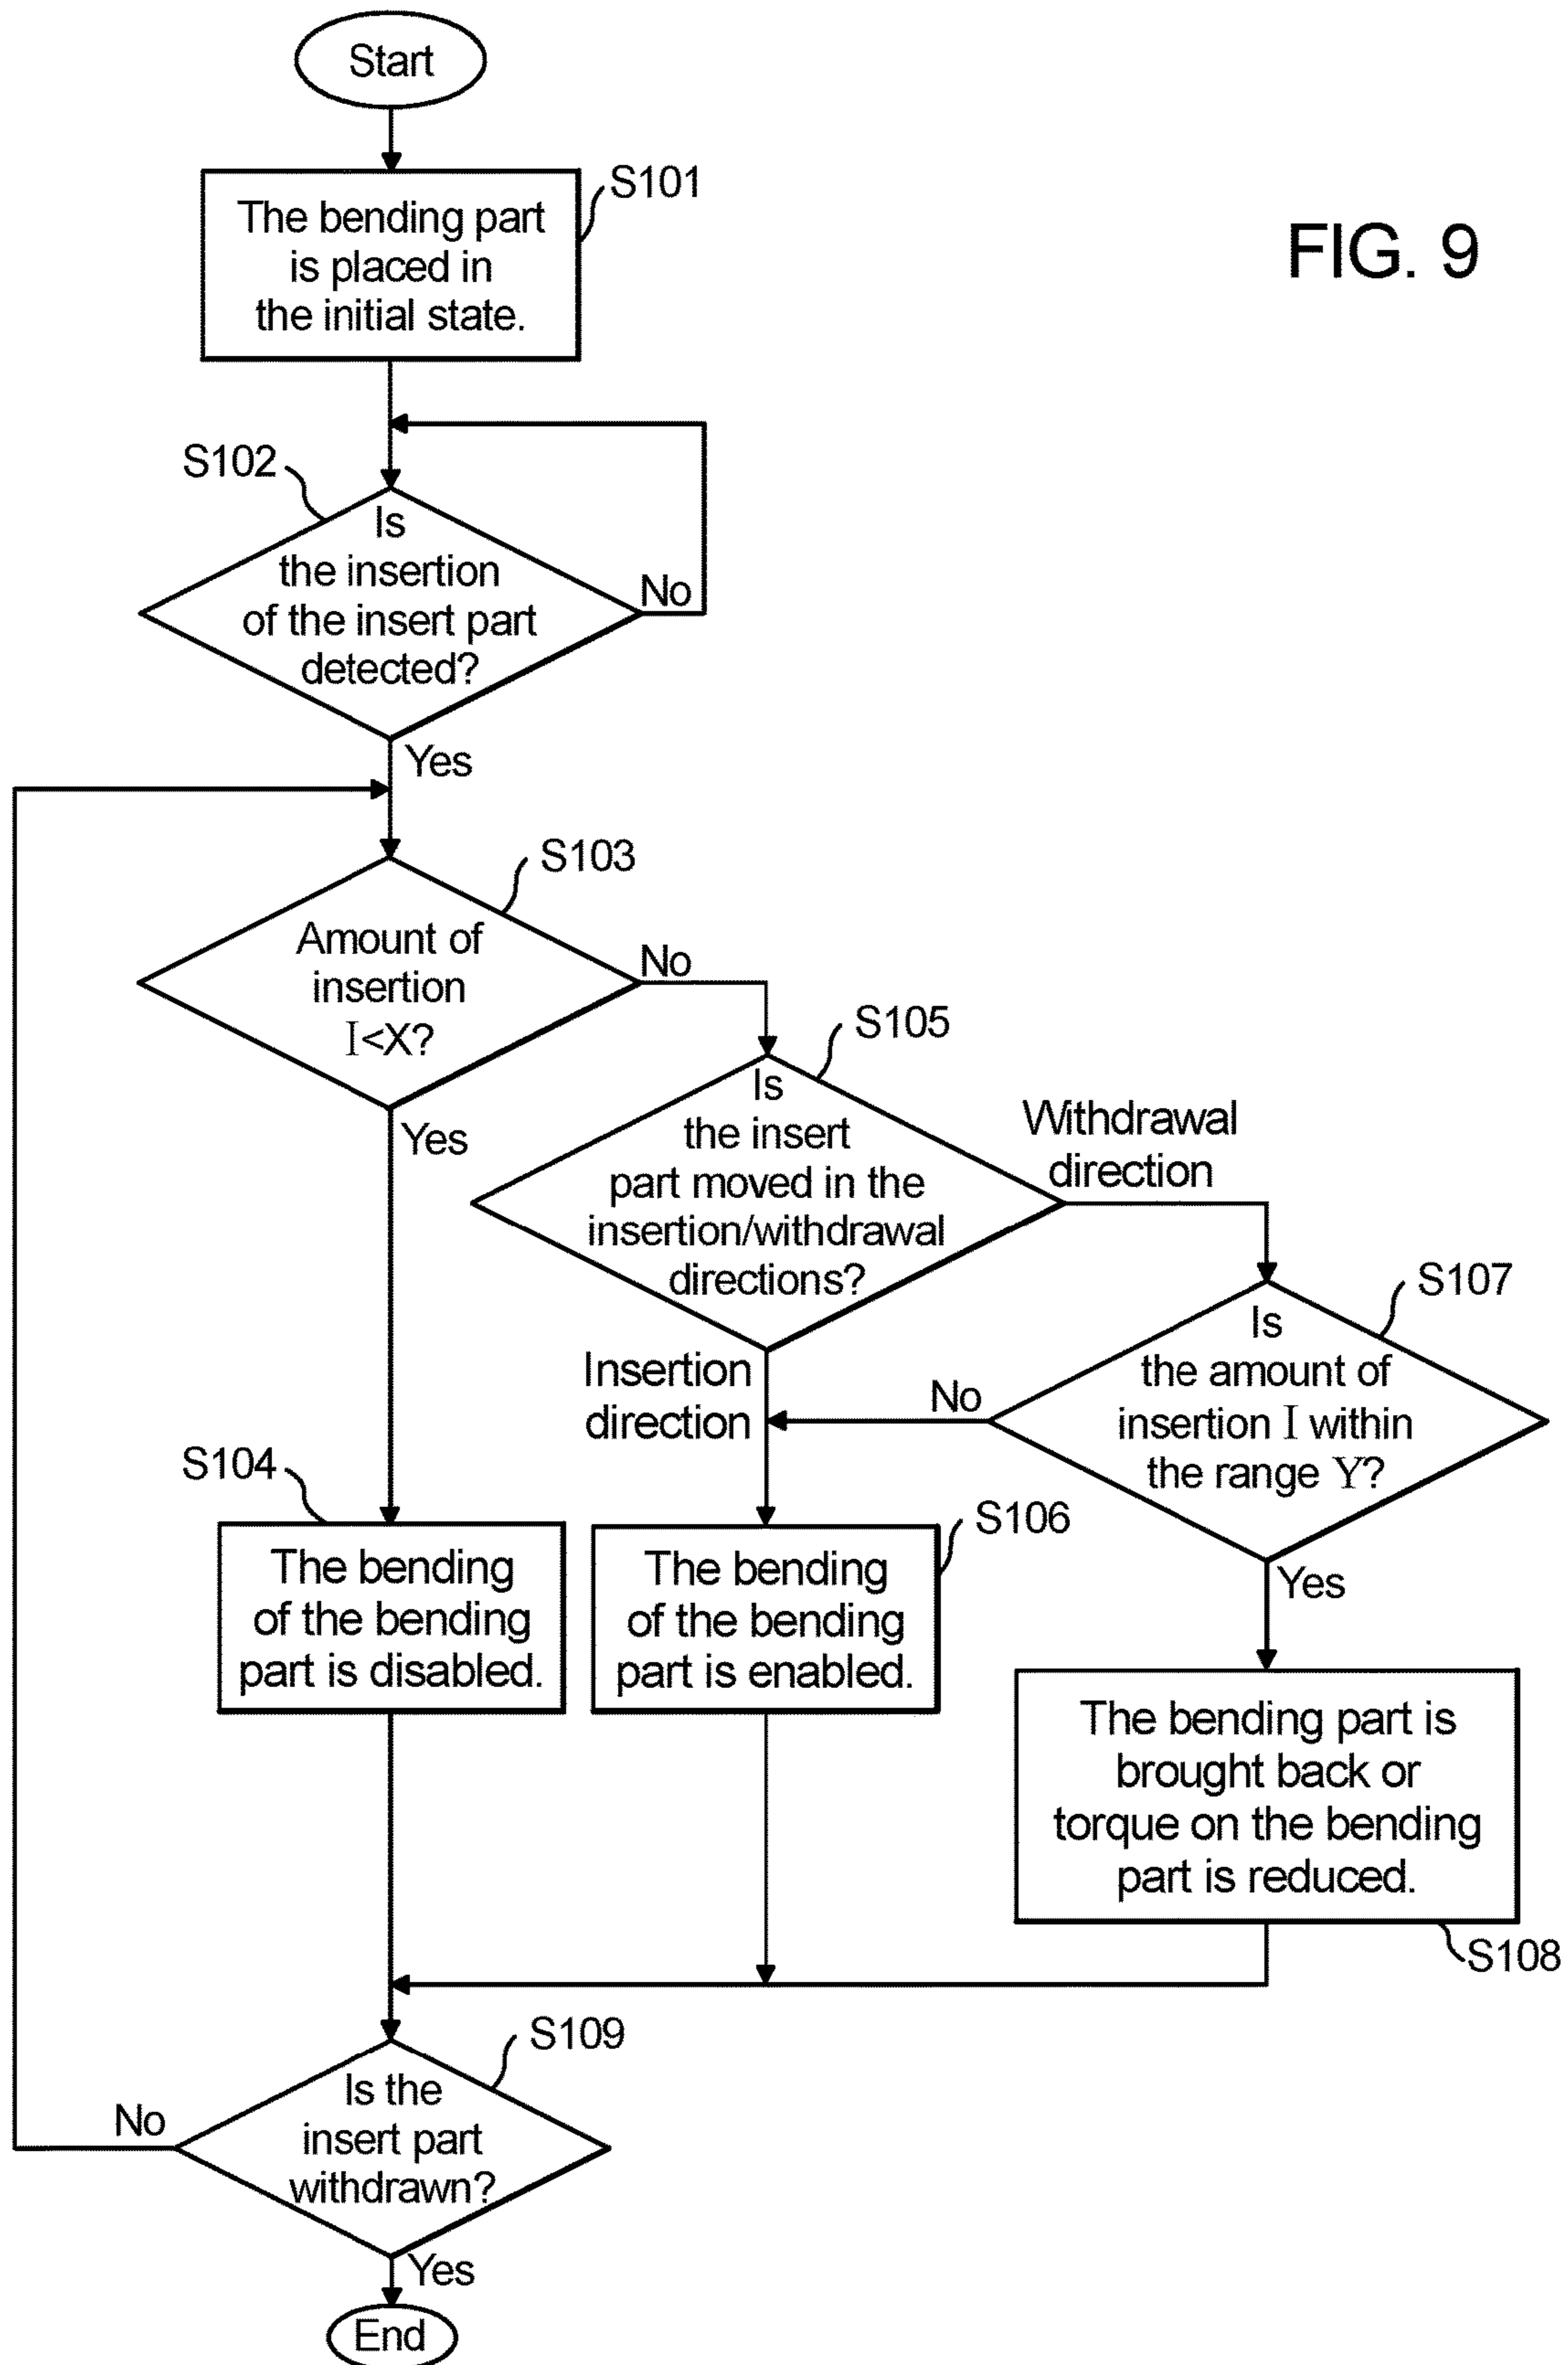 Start
S101
The bending part
is placed in
the initial state.
FIG. 9
S102
Is
the insertion
of the insert part
detected?
No
Yes
S103
Amount of
insertion
I<X?
No
Yes
S105
Is
the insert
part moved in the
insertion/withdrawal
directions?
Withdrawal
direction
Insertion
direction
S107
Is
the amount of
insertion I within
the range Y?
No
Yes
S104
The bending
of the bending
part is disabled.
S106
The bending
of the bending
part is enabled.
The bending part is
brought back or
torque on the bending
part is reduced.
S108
S109
Is the
insert part
withdrawn?
No
Yes
End